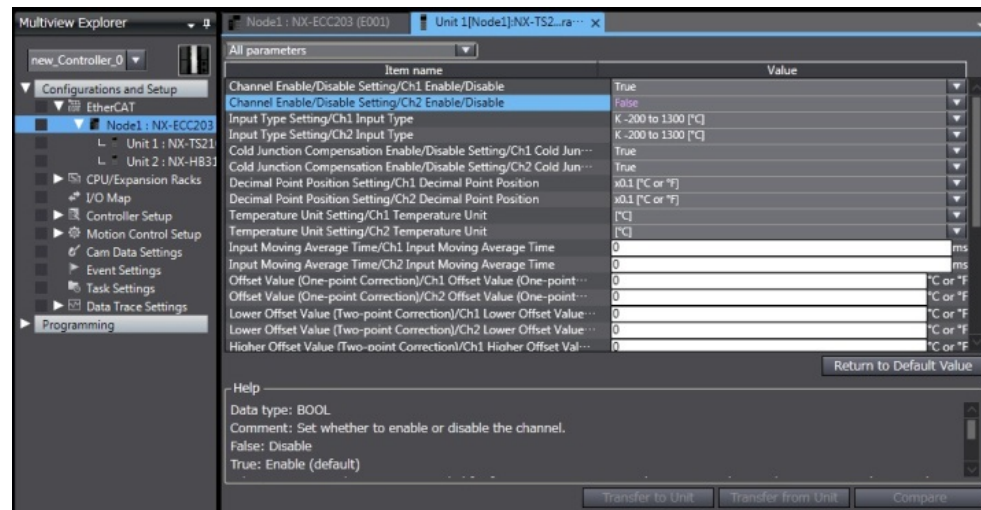 Multiview Explorer
new_Controller_0
Configurations and Setup
EtherCAT
Node1 : NX-ECC203
Unit 1 : NX-TS21
Unit 2 : NX-HB31
CPU/Expansion Racks
I/O Map
Controller Setup
Motion Control Setup
Cam Data Settings
Event Settings
Task Settings
Data Trace Settings
Programming
Node1 : NX-ECC203 (E001)
Unit 1[Node1]:NX-TS2...ra···
All parameters
Item name Value
Channel Enable/Disable Setting/Ch1 Enable/Disable True
Channel Enable/Disable Setting/Ch2 Enable/Disable False
Input Type Setting/Ch1 Input Type K -200 to 1300 [°C]
Input Type Setting/Ch2 Input Type K -200 to 1300 [°C]
Cold Junction Compensation Enable/Disable Setting/Ch1 Cold Jun··· True
Cold Junction Compensation Enable/Disable Setting/Ch2 Cold Jun··· True
Decimal Point Position Setting/Ch1 Decimal Point Position x0.1 [°C or °F]
Decimal Point Position Setting/Ch2 Decimal Point Position x0.1 [°C or °F]
Temperature Unit Setting/Ch1 Temperature Unit [°C]
Temperature Unit Setting/Ch2 Temperature Unit [°C]
Input Moving Average Time/Ch1 Input Moving Average Time 0 ms
Input Moving Average Time/Ch2 Input Moving Average Time 0 ms
Offset Value (One-point Correction)/Ch1 Offset Value (One-point··· 0 °C or °F
Offset Value (One-point Correction)/Ch2 Offset Value (One-point··· 0 °C or °F
Lower Offset Value (Two-point Correction)/Ch1 Lower Offset Value··· 0 °C or °F
Lower Offset Value (Two-point Correction)/Ch2 Lower Offset Value··· 0 °C or °F
Higher Offset Value (Two-point Correction)/Ch1 Higher Offset Val··· 0 °C or °F
Return to Default Value
Help
Data type: BOOL
Comment: Set whether to enable or disable the channel.
False: Disable
True: Enable (default)
Transfer to Unit Transfer from Unit Compare